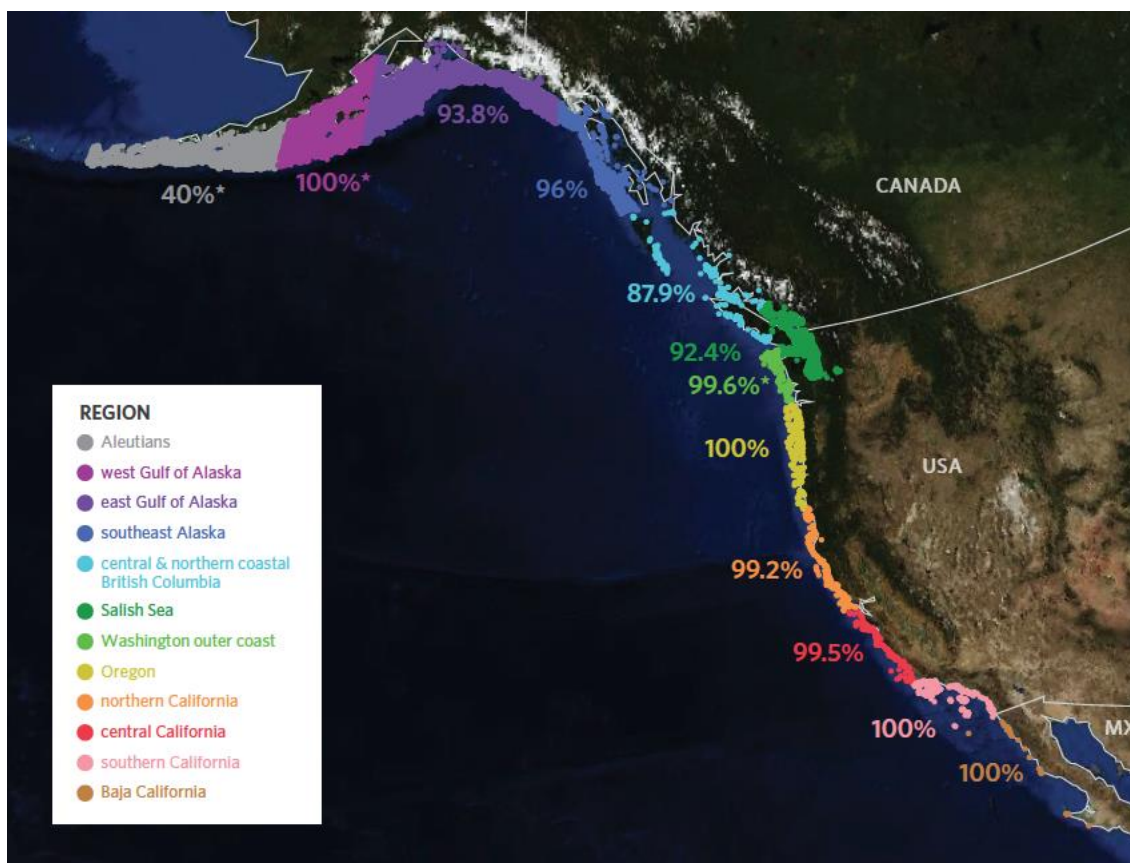 93.8%
40%*
100%*
96%
CANADA
87.9%
92.4%
99.6%*
100%
USA
99.2%
99.5%
100%
MX
100%
REGION
Aleutians
west Gulf of Alaska
east Gulf of Alaska
southeast Alaska
central & northern coastal
British Columbia
Salish Sea
Washington outer coast
Oregon
northern California
central California
southern California
Baja California